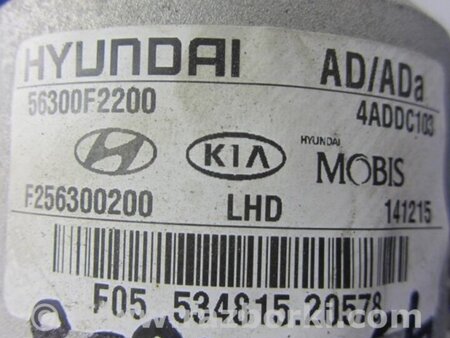 HYUNDAI AD/ADa
56300F2200 4ADDC103
KIA HYUNDAI MOBIS
F256300200 LHD 141215
F05 534815 20578